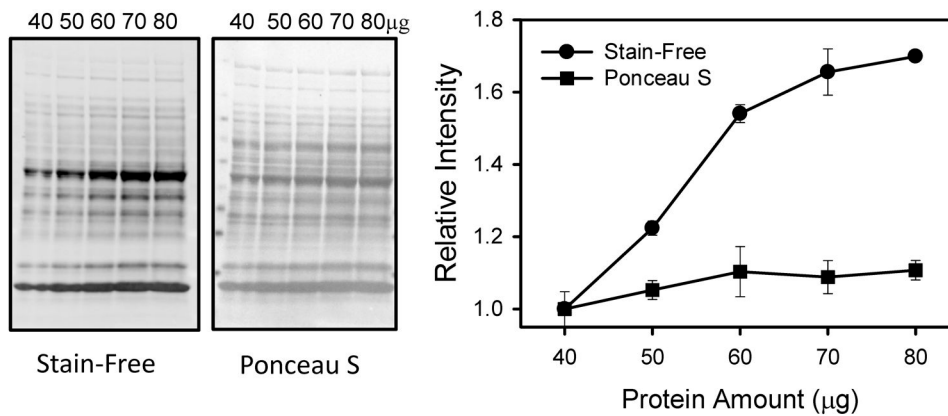 40 50 60 70 80
40 50 60 70 80μg
Stain-Free
Ponceau S
1.8
1.6
1.4
1.2
1.0
Relative Intensity
Stain-Free
Ponceau S
40 50 60 70 80
Protein Amount (μg)